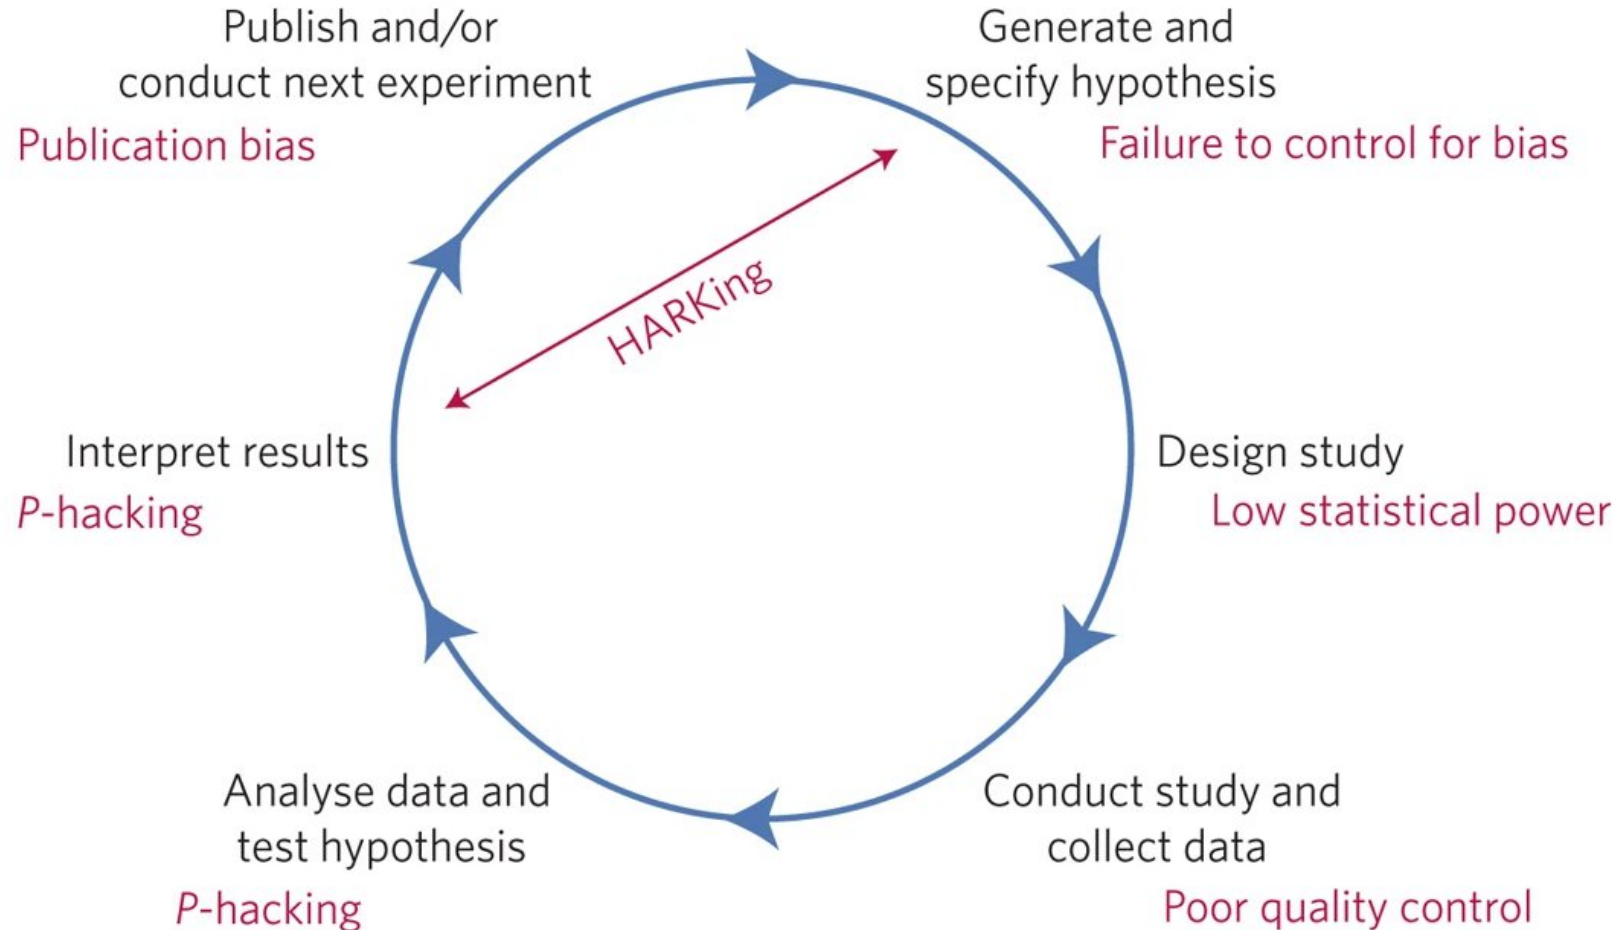 Publish and/or
conduct next experiment
Publication bias
Generate and
specify hypothesis
Failure to control for bias
HARKing
Interpret results
P-hacking
Design study
Low statistical power
Analyse data and
test hypothesis
P-hacking
Conduct study and
collect data
Poor quality control